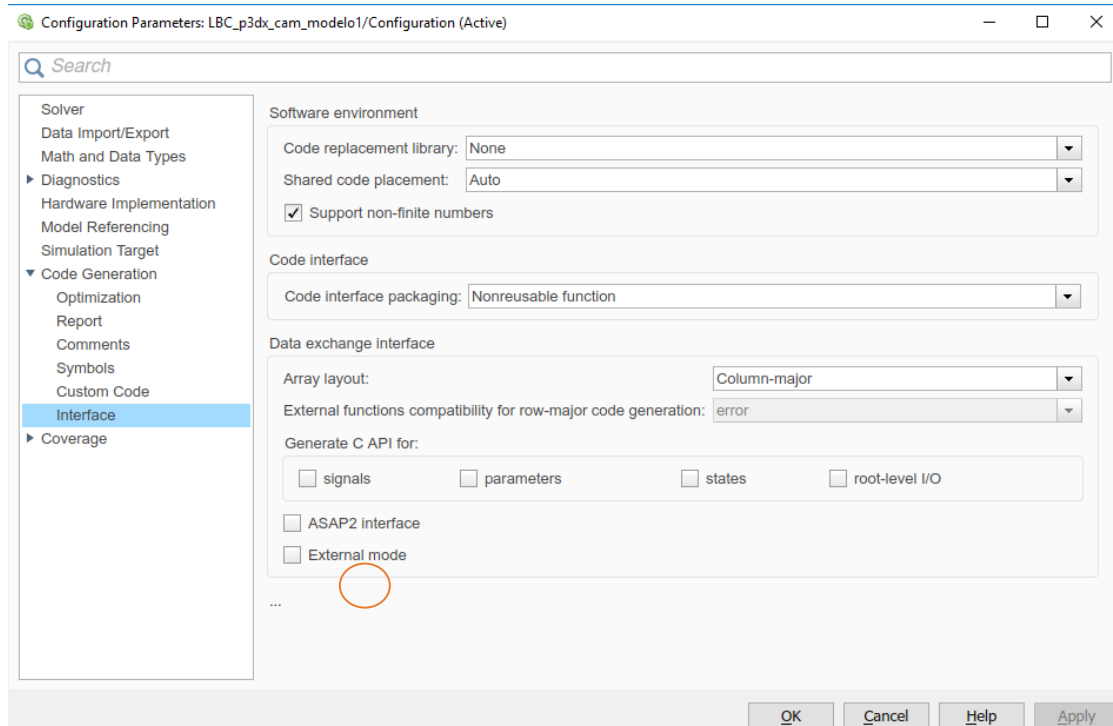 Configuration Parameters: LBC_p3dx_cam_modelo1/Configuration (Active)
Search
Solver
Data Import/Export
Math and Data Types
Diagnostics
Hardware Implementation
Model Referencing
Simulation Target
Code Generation
Optimization
Report
Comments
Symbols
Custom Code
Interface
Coverage
Software environment
Code replacement library: None
Shared code placement: Auto
Support non-finite numbers
Code interface
Code interface packaging: Nonreusable function
Data exchange interface
Array layout: Column-major
External functions compatibility for row-major code generation: error
Generate C API for:
signals parameters states root-level I/O
ASAP2 interface
External mode
...
OK Cancel Help Apply